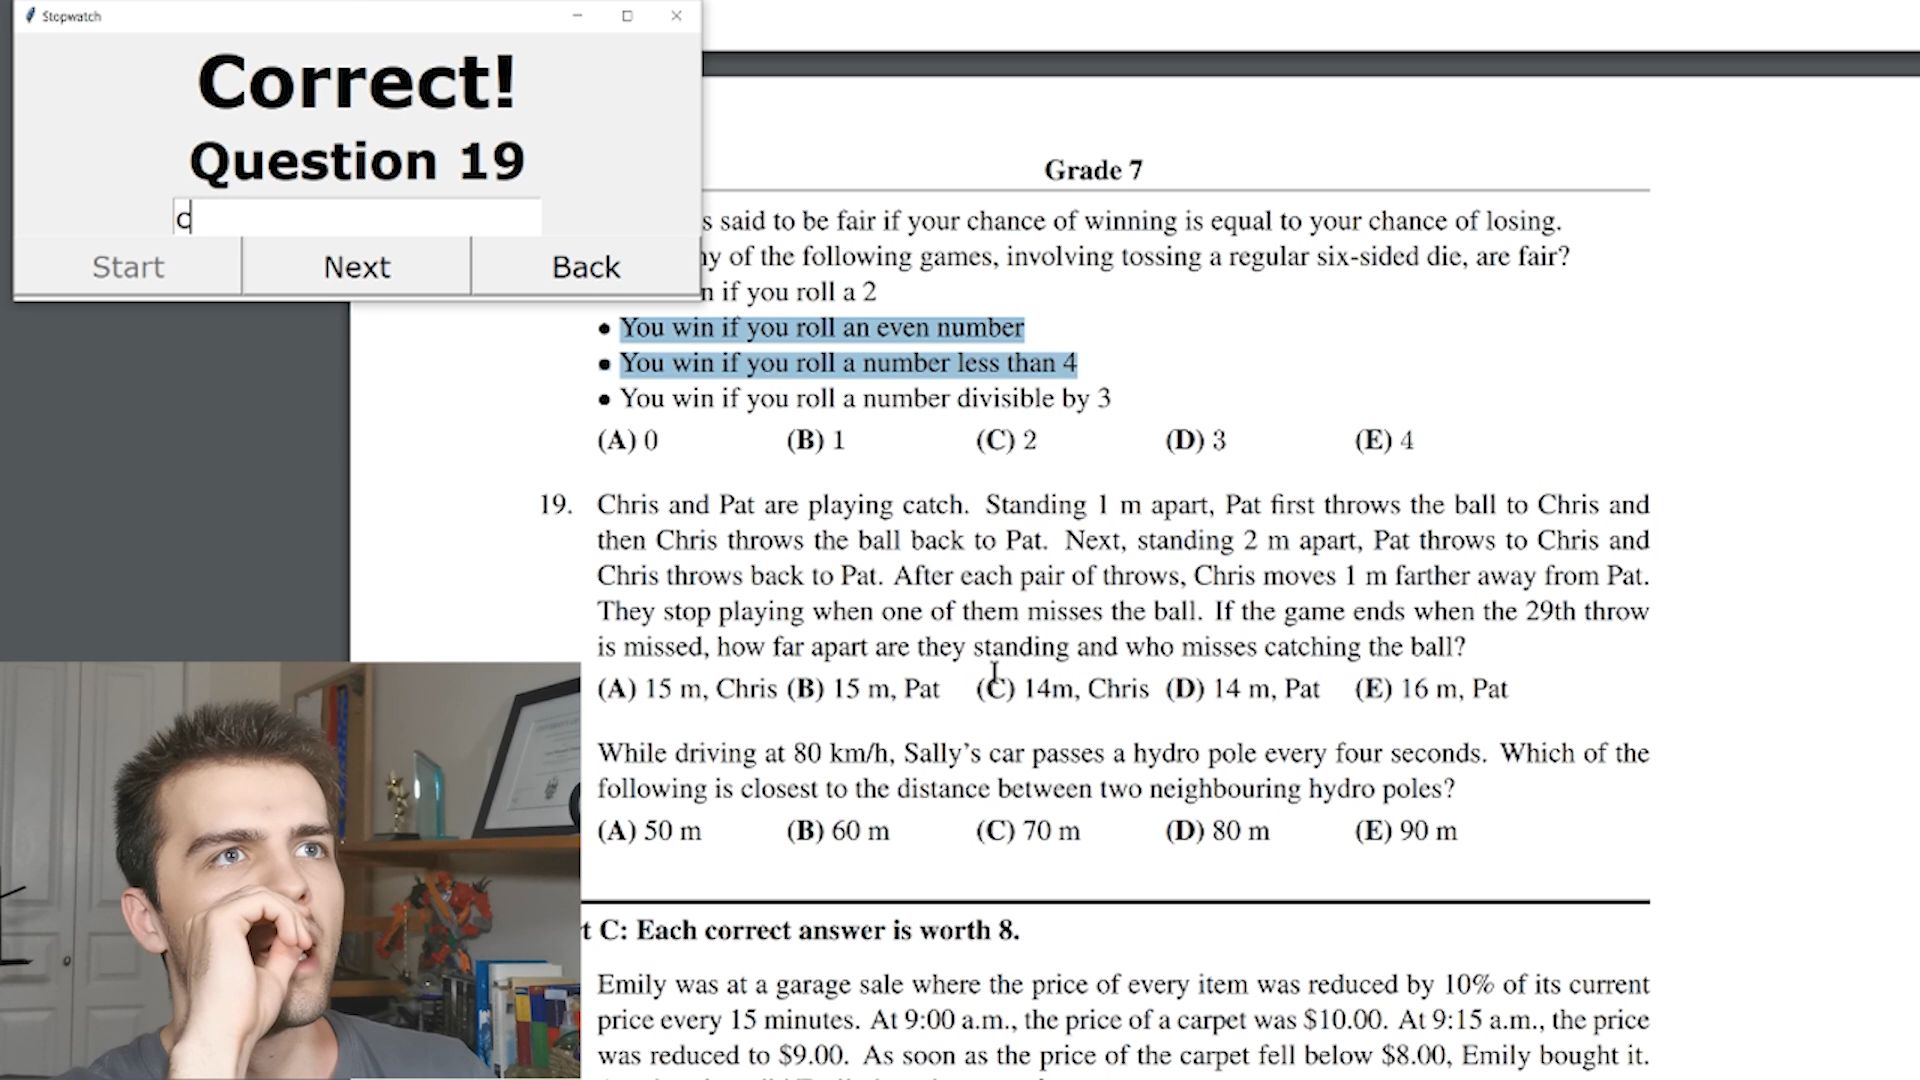 Stopwatch
Correct!
Question 19
c
Start Next Back
Grade 7
s said to be fair if your chance of winning is equal to your chance of losing.
y of the following games, involving tossing a regular six-sided die, are fair?
n if you roll a 2
• You win if you roll an even number
• You win if you roll a number less than 4
• You win if you roll a number divisible by 3
(A) 0 (B) 1 (C) 2 (D) 3 (E) 4
19. Chris and Pat are playing catch. Standing 1 m apart, Pat first throws the ball to Chris and
then Chris throws the ball back to Pat. Next, standing 2 m apart, Pat throws to Chris and
Chris throws back to Pat. After each pair of throws, Chris moves 1 m farther away from Pat.
They stop playing when one of them misses the ball. If the game ends when the 29th throw
is missed, how far apart are they standing and who misses catching the ball?
(A) 15 m, Chris (B) 15 m, Pat (C) 14m, Chris (D) 14 m, Pat (E) 16 m, Pat
While driving at 80 km/h, Sally's car passes a hydro pole every four seconds. Which of the
following is closest to the distance between two neighbouring hydro poles?
(A) 50 m (B) 60 m (C) 70 m (D) 80 m (E) 90 m
t C: Each correct answer is worth 8.
Emily was at a garage sale where the price of every item was reduced by 10% of its current
price every 15 minutes. At 9:00 a.m., the price of a carpet was $10.00. At 9:15 a.m., the price
was reduced to $9.00. As soon as the price of the carpet fell below $8.00, Emily bought it.